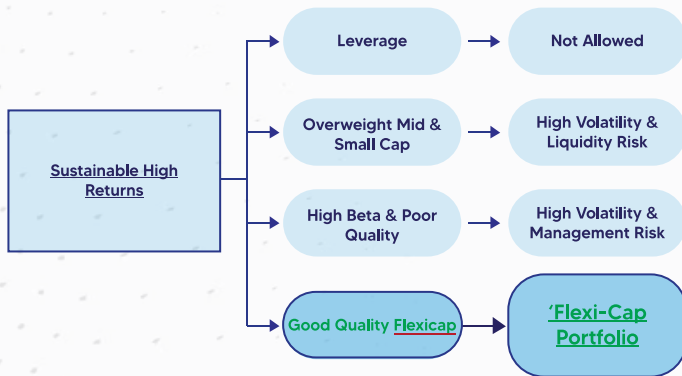 Leverage
Not Allowed
Overweight Mid &
Small Cap
High Volatility &
Liquidity Risk
Sustainable High
Returns
High Beta & Poor
Quality
High Volatility &
Management Risk
Good Quality Flexicap
‘Flexi-Cap
Portfolio